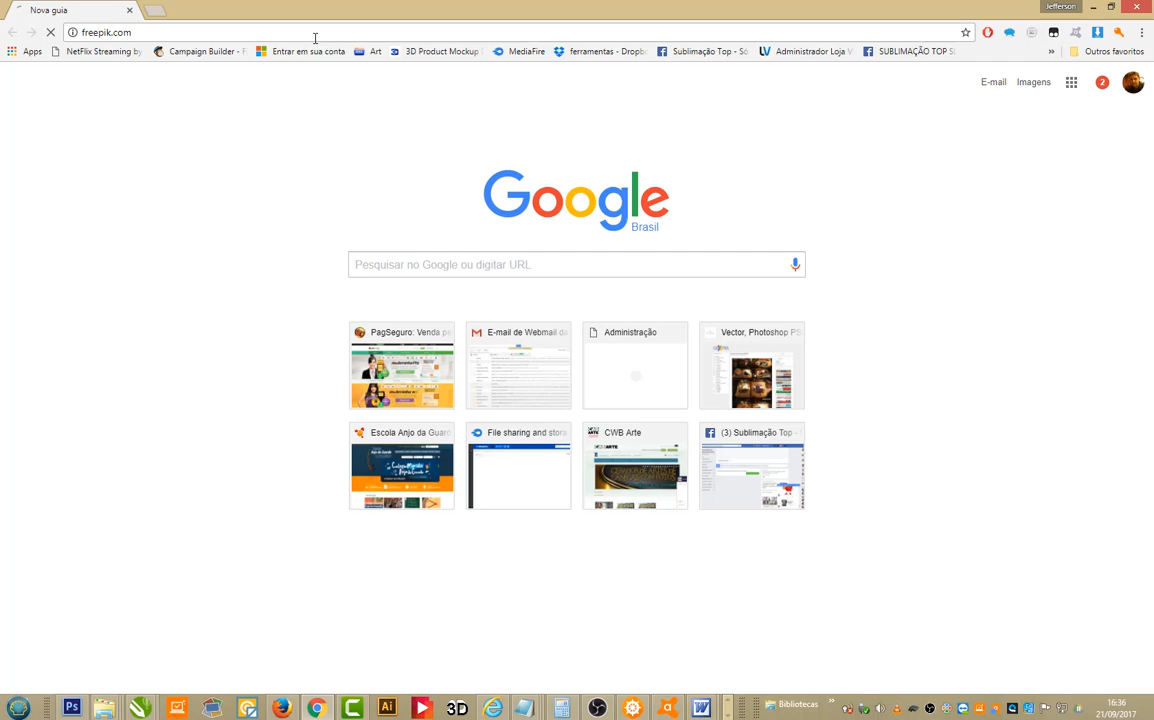 Nova guia
Jefferson
freepik.com
Apps NetFlix Streaming by Campaign Builder - F Entrar em sua conta Art 3D Product Mockup MediaFire ferramentas - Dropb Sublimação Top - Só Administrador Loja V SUBLIMAÇÃO TOP S » Outros favoritos
E-mail Imagens 2
Google
Brasil
Pesquisar no Google ou digitar URL
PagSeguro: Venda pe E-mail de Webmail da Administração Vector, Photoshop PS
Escola Anjo da Guard File sharing and stora CWB Arte (3) Sublimação Top -
Ps Ai 3D Bibliotecas »
16:36
21/09/2017